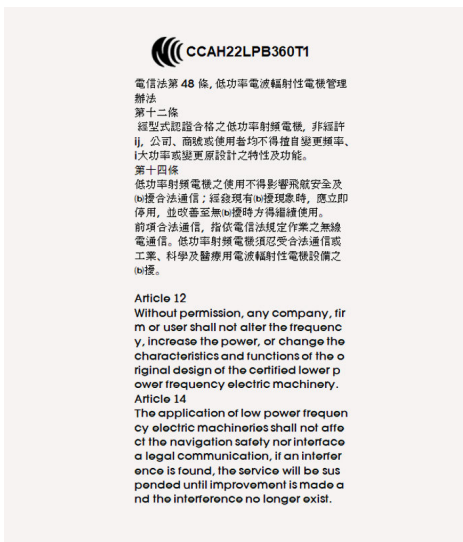 CCAH22LPB360T1
電信法第 48 條, 低功率電波輻射性電機管理
辦法
第十二條
經型式認證合格之低功率射頻電機, 非經許
ij, 公司、商號或使用者均不得擅自變更頻率、
i大功率或變更原設計之特性及功能。
第十四條
低功率射頻電機之使用不得影響飛航安全及
(b)擾合法通信；經發現有(b)擾現象時, 應立即
停用, 並改善至無(b)擾時方得繼續使用。
前項合法通信, 指依電信法規定作業之無線
電通信。低功率射頻電機須忍受合法通信或
工業、科學及醫療用電波輻射性電機設備之
(b)擾。
Article 12
Without permission, any company, fir
m or user shall not alter the frequenc
y, increase the power, or change the
characteristics and functions of the o
riginal design of the certified lower p
ower frequency electric machinery.
Article 14
The application of low power frequen
cy electric machineries shall not affe
ct the navigation safety nor interface
a legal communication, if an interfer
ence is found, the service will be sus
pended until improvement is made a
nd the interference no longer exist.